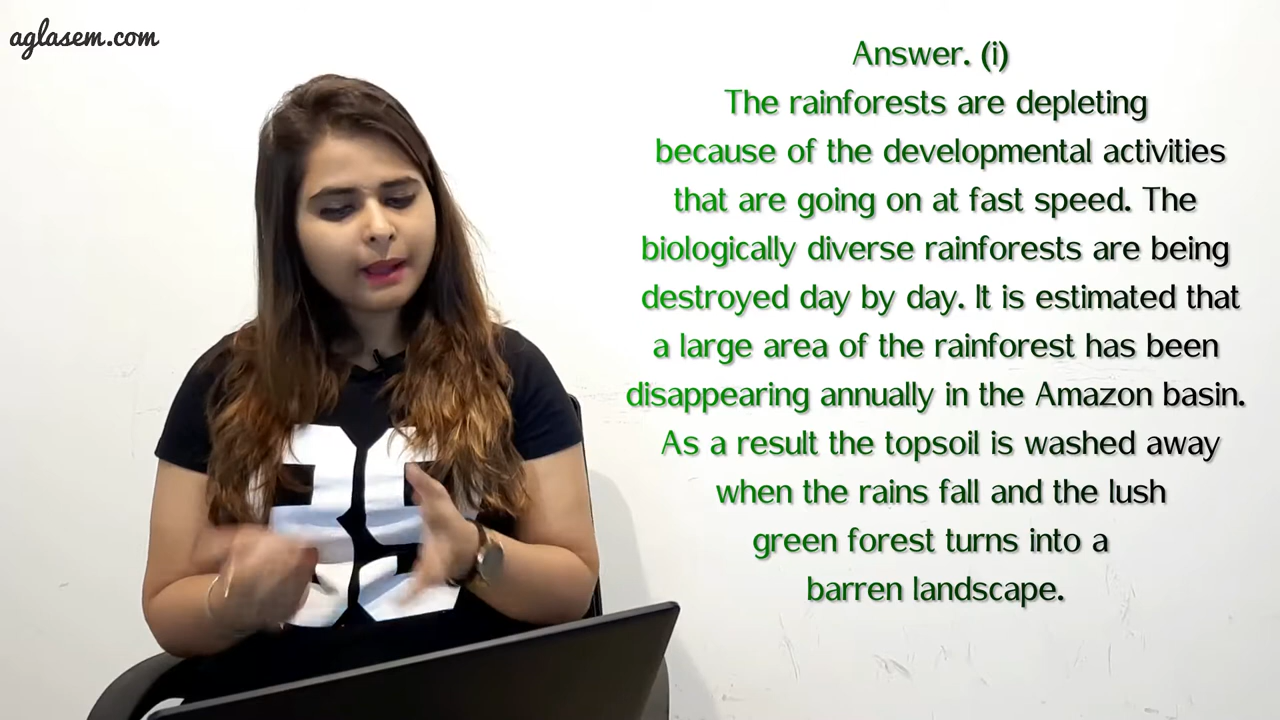 aglasem.com
Answer. (i)
The rainforests are depleting
because of the developmental activities
that are going on at fast speed. The
biologically diverse rainforests are being
destroyed day by day. It is estimated that
a large area of the rainforest has been
disappearing annually in the Amazon basin.
As a result the topsoil is washed away
when the rains fall and the lush
green forest turns into a
barren landscape.